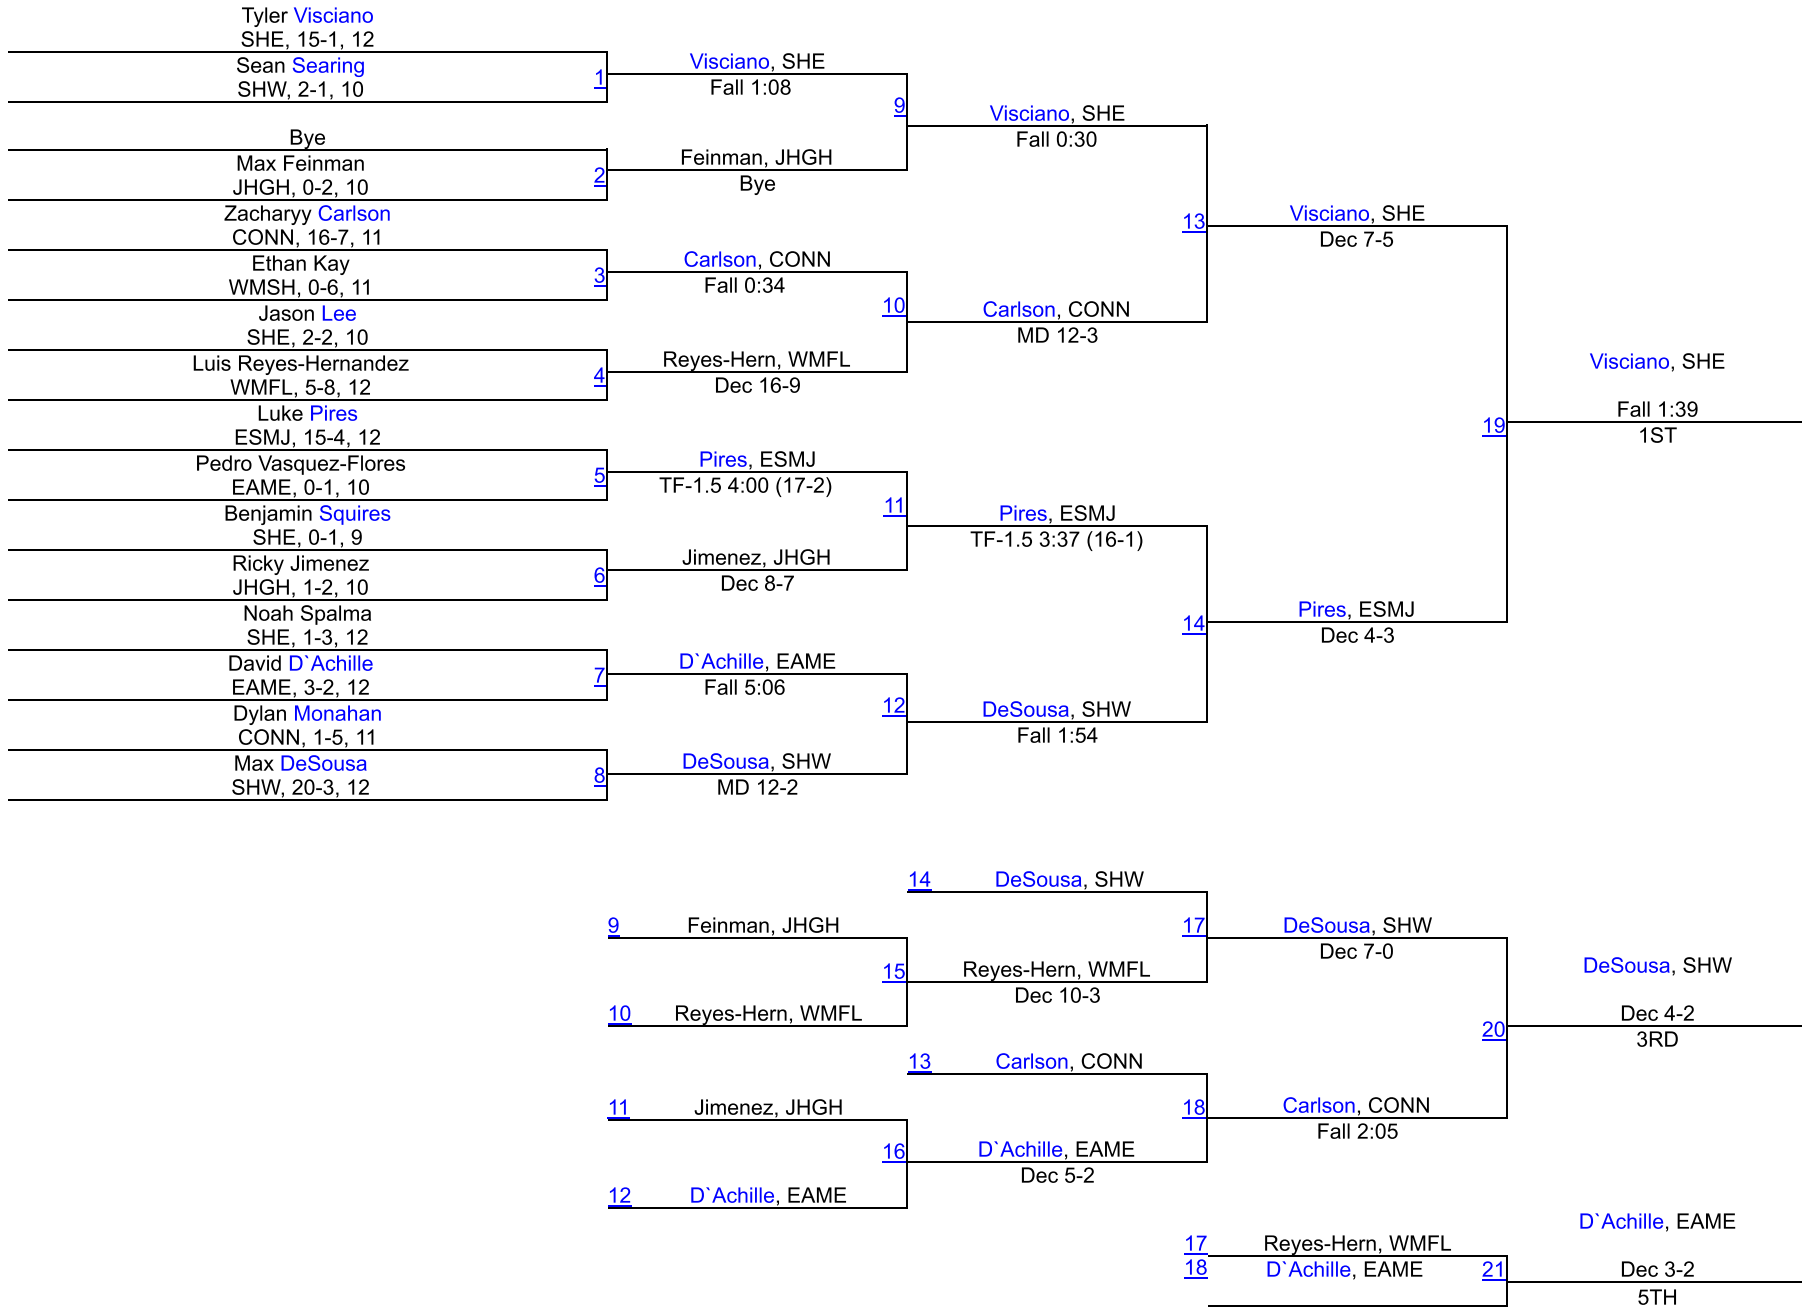 Tyler Visciano
SHE, 15-1, 12
Sean Searing
SHW, 2-1, 10
1
Visciano, SHE
Fall 1:08
Bye
Max Feinman
JHGH, 0-2, 10
2
Feinman, JHGH
Bye
9
Visciano, SHE
Fall 0:30
Zacharyy Carlson
CONN, 16-7, 11
Ethan Kay
WMSH, 0-6, 11
3
Carlson, CONN
Fall 0:34
Jason Lee
SHE, 2-2, 10
Luis Reyes-Hernandez
WMFL, 5-8, 12
4
Reyes-Hern, WMFL
Dec 16-9
10
Carlson, CONN
MD 12-3
13
Visciano, SHE
Dec 7-5
Luke Pires
ESMJ, 15-4, 12
Pedro Vasquez-Flores
EAME, 0-1, 10
5
Pires, ESMJ
TF-1.5 4:00 (17-2)
Benjamin Squires
SHE, 0-1, 9
Ricky Jimenez
JHGH, 1-2, 10
6
Jimenez, JHGH
Dec 8-7
11
Pires, ESMJ
TF-1.5 3:37 (16-1)
Noah Spalma
SHE, 1-3, 12
David D`Achille
EAME, 3-2, 12
7
D`Achille, EAME
Fall 5:06
Dylan Monahan
CONN, 1-5, 11
Max DeSousa
SHW, 20-3, 12
8
DeSousa, SHW
MD 12-2
12
DeSousa, SHW
Fall 1:54
14
Pires, ESMJ
Dec 4-3
19
Visciano, SHE
Fall 1:39
1ST
14
DeSousa, SHW
9
Feinman, JHGH
10
Reyes-Hern, WMFL
15
Reyes-Hern, WMFL
Dec 10-3
17
DeSousa, SHW
Dec 7-0
13
Carlson, CONN
11
Jimenez, JHGH
12
D`Achille, EAME
16
D`Achille, EAME
Dec 5-2
18
Carlson, CONN
Fall 2:05
20
DeSousa, SHW
Dec 4-2
3RD
17
Reyes-Hern, WMFL
18
D`Achille, EAME
21
D`Achille, EAME
Dec 3-2
5TH